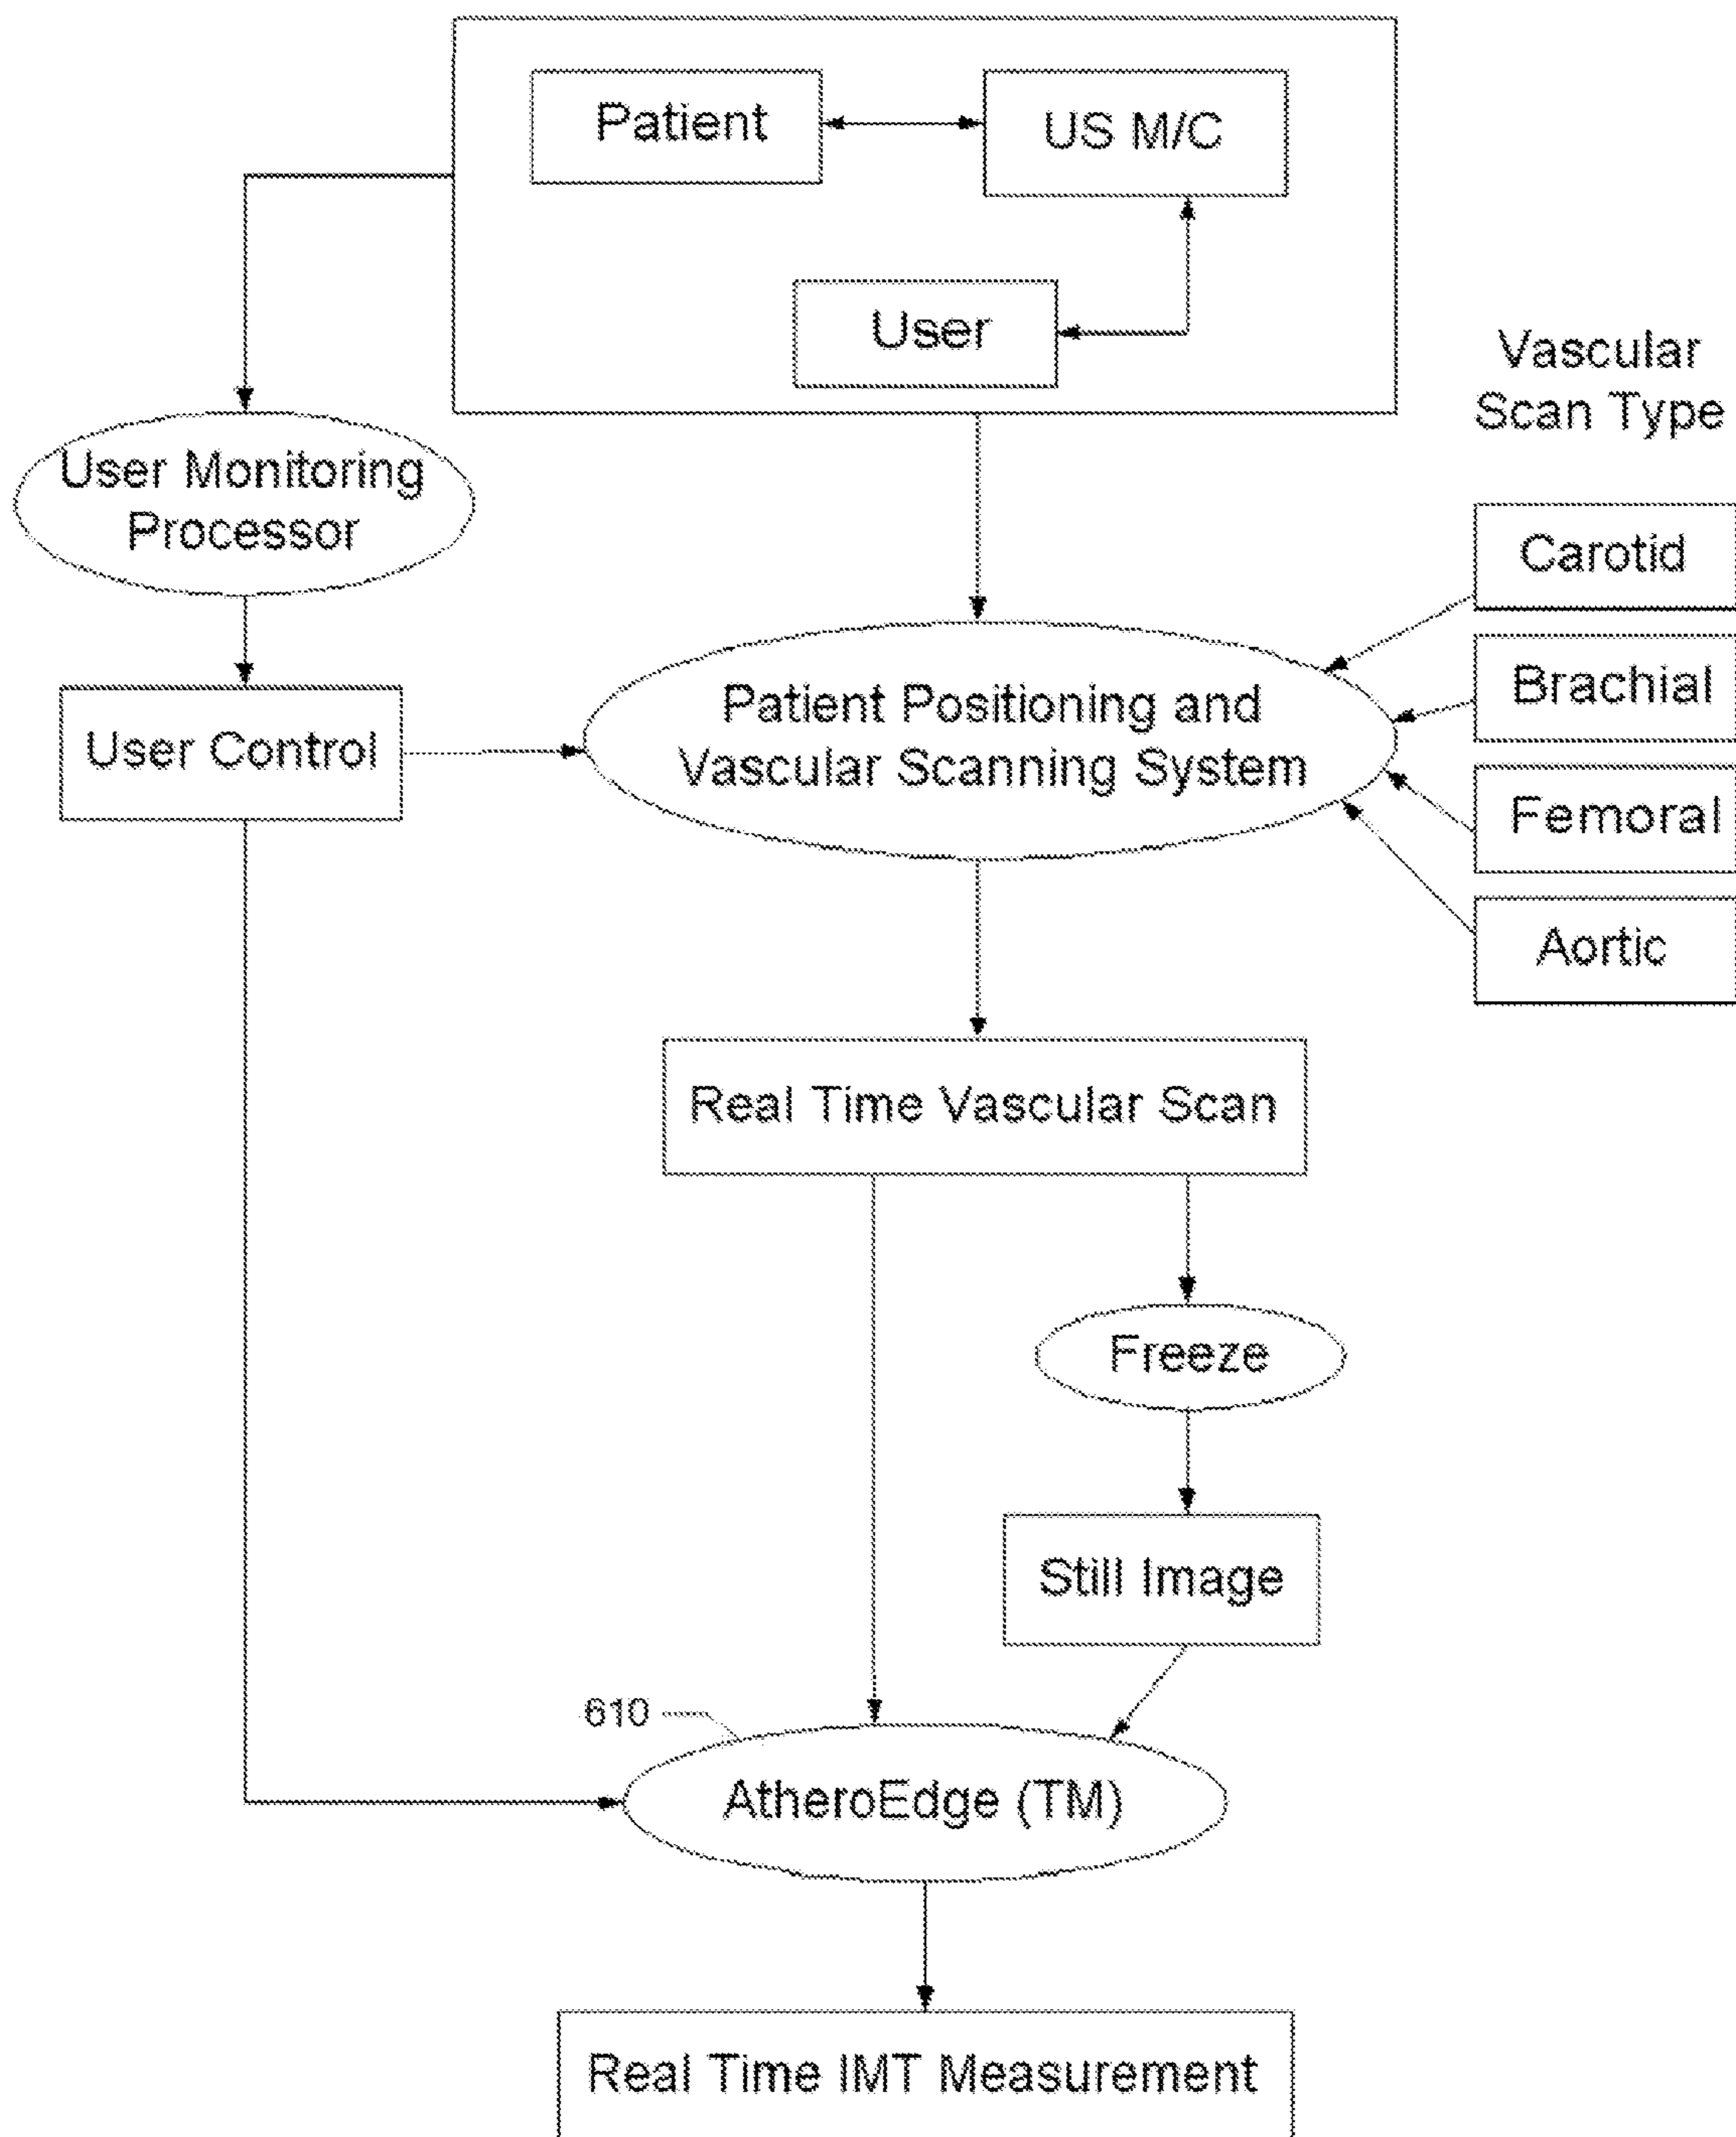 Patient
US M/C
User
Vascular
Scan Type
User Monitoring
Processor
Carotid
Brachial
Femoral
Aortic
User Control
Patient Positioning and
Vascular Scanning System
Real Time Vascular Scan
Freeze
Still Image
610
AtheroEdge (TM)
Real Time IMT Measurement